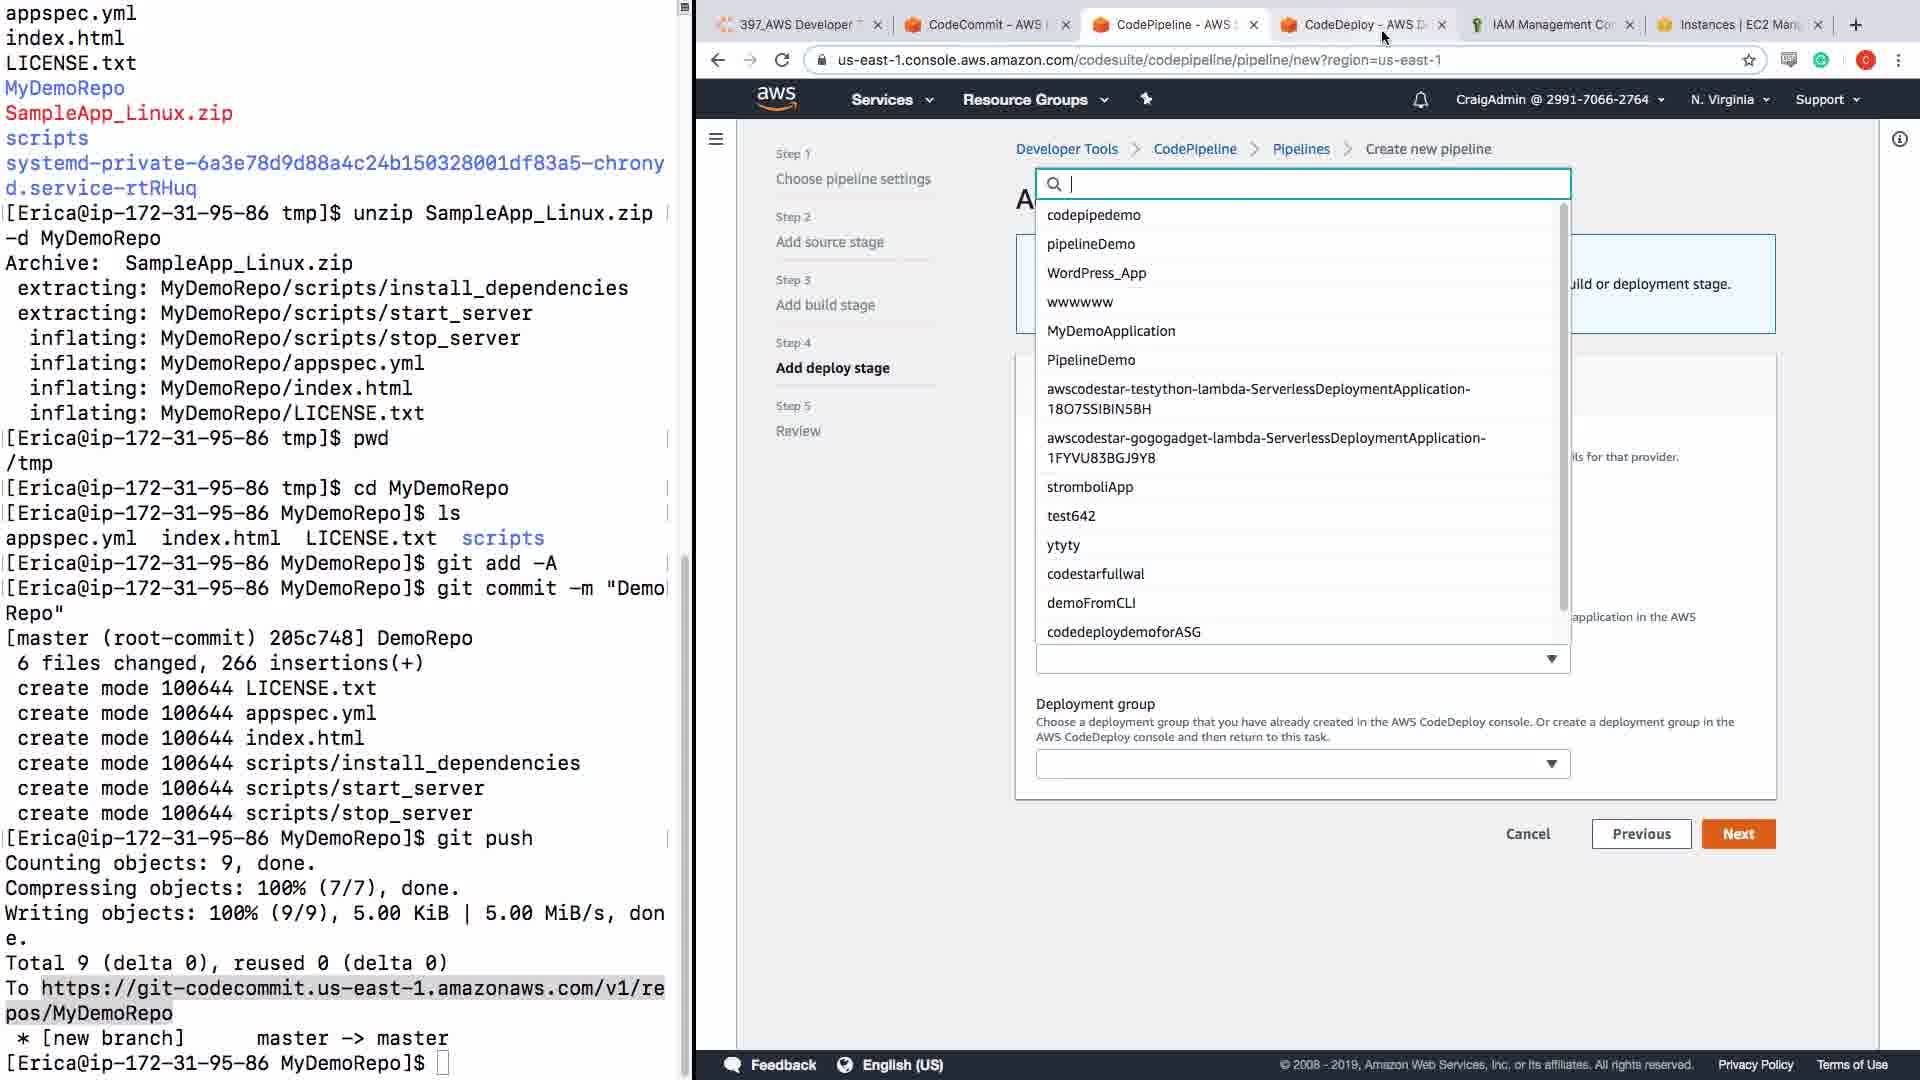 appspec.yml
index.html
LICENSE.txt
MyDemoRepo
SampleApp_Linux.zip
scripts
systemd-private-6a3e78d9d88a4c24b150328001df83a5-chrony
d.service-rtRHuq
[Erica@ip-172-31-95-86 tmp]$ unzip SampleApp_Linux.zip
-d MyDemoRepo
Archive:  SampleApp_Linux.zip
 extracting: MyDemoRepo/scripts/install_dependencies
 extracting: MyDemoRepo/scripts/start_server
  inflating: MyDemoRepo/scripts/stop_server
  inflating: MyDemoRepo/appspec.yml
  inflating: MyDemoRepo/index.html
  inflating: MyDemoRepo/LICENSE.txt
[Erica@ip-172-31-95-86 tmp]$ pwd
/tmp
[Erica@ip-172-31-95-86 tmp]$ cd MyDemoRepo
[Erica@ip-172-31-95-86 MyDemoRepo]$ ls
appspec.yml  index.html  LICENSE.txt  scripts
[Erica@ip-172-31-95-86 MyDemoRepo]$ git add -A
[Erica@ip-172-31-95-86 MyDemoRepo]$ git commit -m "Demo
Repo"
[master (root-commit) 205c748] DemoRepo
 6 files changed, 266 insertions(+)
 create mode 100644 LICENSE.txt
 create mode 100644 appspec.yml
 create mode 100644 index.html
 create mode 100644 scripts/install_dependencies
 create mode 100644 scripts/start_server
 create mode 100644 scripts/stop_server
[Erica@ip-172-31-95-86 MyDemoRepo]$ git push
Counting objects: 9, done.
Compressing objects: 100% (7/7), done.
Writing objects: 100% (9/9), 5.00 KiB | 5.00 MiB/s, don
e.
Total 9 (delta 0), reused 0 (delta 0)
To https://git-codecommit.us-east-1.amazonaws.com/v1/re
pos/MyDemoRepo
 * [new branch]      master -> master
[Erica@ip-172-31-95-86 MyDemoRepo]$
397_AWS Developer T
CodeCommit - AWS
CodePipeline - AWS
CodeDeploy - AWS D
IAM Management Co
Instances | EC2 Man
us-east-1.console.aws.amazon.com/codesuite/codepipeline/pipeline/new?region=us-east-1
C
aws
Services
Resource Groups
CraigAdmin @ 2991-7066-2764
N. Virginia
Support
Developer Tools
CodePipeline
Pipelines
Create new pipeline
Step 1
Choose pipeline settings
Step 2
Add source stage
Step 3
Add build stage
Step 4
Add deploy stage
Step 5
Review
A
codepipedemo
pipelineDemo
WordPress_App
wwwwww
MyDemoApplication
PipelineDemo
awscodestar-testython-lambda-ServerlessDeploymentApplication-
18O7SSIBIN5BH
awscodestar-gogogadget-lambda-ServerlessDeploymentApplication-
1FYVU83BGJ9Y8
stromboliApp
test642
ytyty
codestarfullwal
demoFromCLI
codedeploydemoforASG
uild or deployment stage.
ils for that provider.
application in the AWS
Deployment group
Choose a deployment group that you have already created in the AWS CodeDeploy console. Or create a deployment group in the
AWS CodeDeploy console and then return to this task.
Cancel
Previous
Next
Feedback
English (US)
© 2008 - 2019, Amazon Web Services, Inc. or its affiliates. All rights reserved.
Privacy Policy
Terms of Use